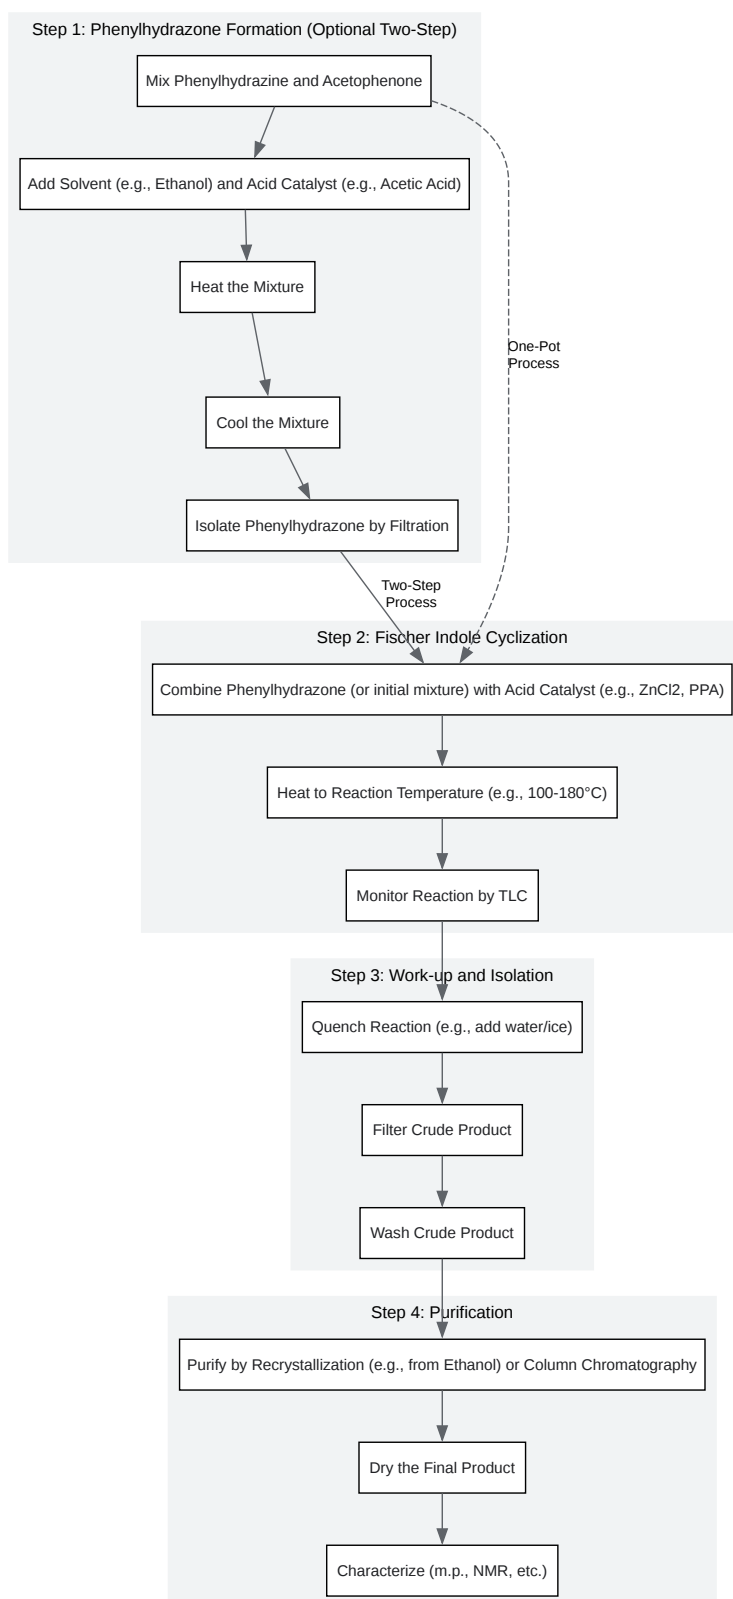 Step 1: Phenylhydrazone Formation (Optional Two-Step)
Mix Phenylhydrazine and Acetophenone
Add Solvent (e.g., Ethanol) and Acid Catalyst (e.g., Acetic Acid)
Heat the Mixture
One-Pot
Process
Cool the Mixture
Isolate Phenylhydrazone by Filtration
Two-Step
Process
Step 2: Fischer Indole Cyclization
Combine Phenylhydrazone (or initial mixture) with Acid Catalyst (e.g., ZnCl2, PPA)
Heat to Reaction Temperature (e.g., 100-180°C)
Monitor Reaction by TLC
Step 3: Work-up and Isolation
Quench Reaction (e.g., add water/ice)
Filter Crude Product
Wash Crude Product
Step 4: Purification
Purify by Recrystallization (e.g., from Ethanol) or Column Chromatography
Dry the Final Product
Characterize (m.p., NMR, etc.)